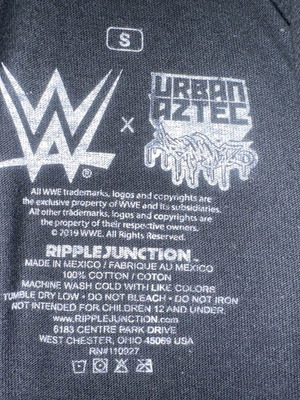 S
W
x
URBAN
AZTEC
®
All WWE trademarks, logos and copyrights are
the exclusive property of WWE and its subsidiaries.
All other trademarks, logos and copyrights are
the property of their respective owners.
© 2019 WWE. All Rights Reserved.
RIPPLE JUNCTION™
MADE IN MEXICO / FABRIQUE AU MEXICO
100% COTTON / COTON
MACHINE WASH COLD WITH LIKE COLORS
TUMBLE DRY LOW • DO NOT BLEACH • DO NOT IRON
NOT INTENDED FOR CHILDREN 12 AND UNDER
WWW.RIPPLEJUNCTION.COM
6183 CENTRE PARK DRIVE
WEST CHESTER, OHIO 45069 USA
RN#110927